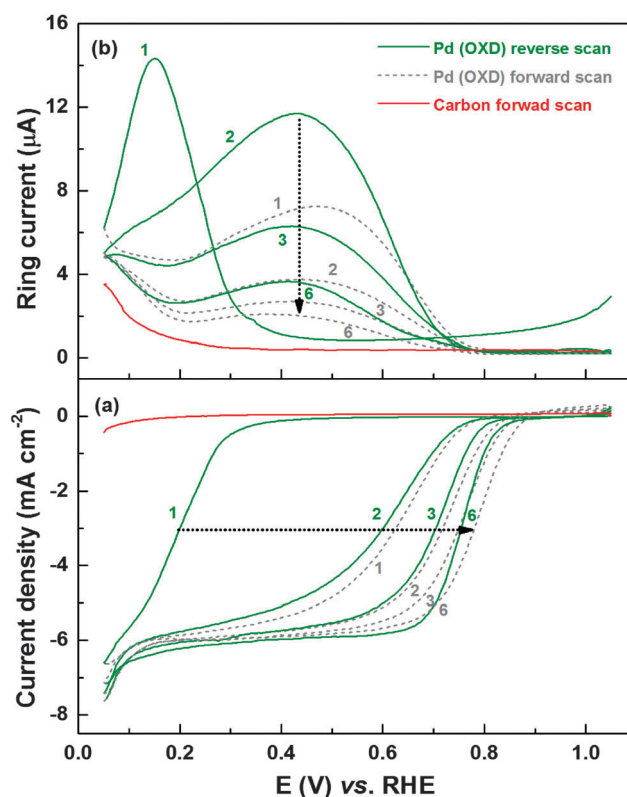 (b)
Pd (OXD) reverse scan
Pd (OXD) forward scan
Carbon forwad scan
16
12
8
4
0
Ring current (μA)
1
2
1
3
2
6
3
6
(a)
0
-2
-4
-6
-8
Current density (mA cm-2)
1
2
3
6
1
2
3
6
0.0 0.2 0.4 0.6 0.8 1.0
E (V) vs. RHE